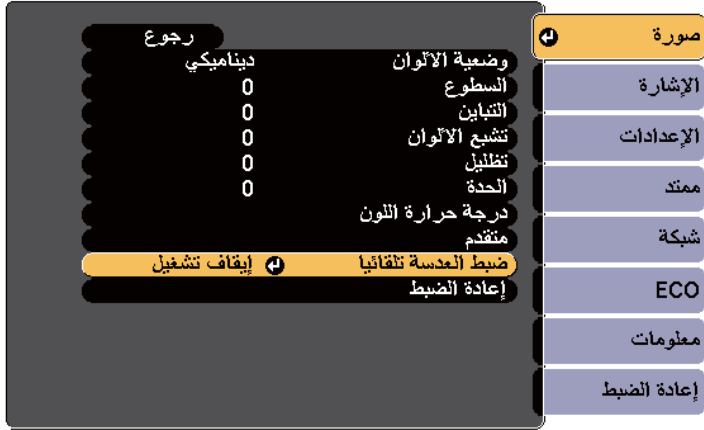 صورة
الإشارة
الإعدادات
ممتد
شبكة
ECO
معلومات
إعادة الضبط
رجوع
وضعية الألوان ديناميكي
السطوع 0
التباين 0
تشبع الألوان 0
تظليل 0
الحدة 0
درجة حرارة اللون
متقدم
ضبط العدسة تلقائيا إيقاف تشغيل
إعادة الضبط